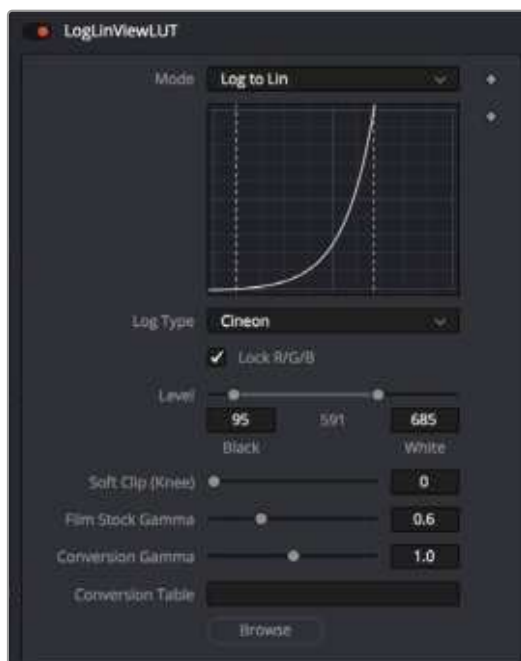 LogLinViewLUT
Mode Log to Lin
Log Type Cineon
Lock R/G/B
Level
95 591 685
Black White
Soft Clip (Knee) 0
Film Stock Gamma 0.6
Conversion Gamma 1.0
Conversion Table
Browse